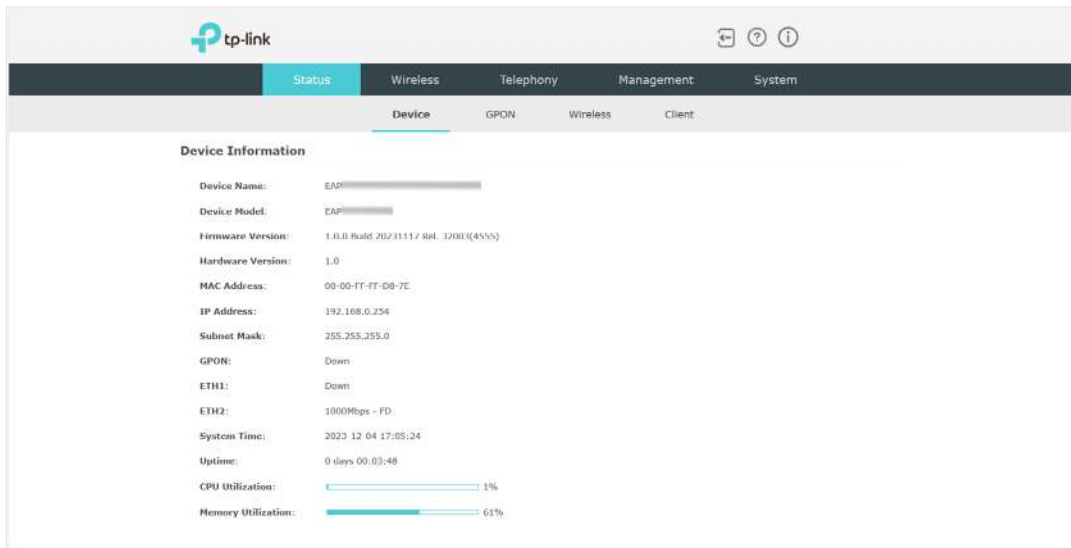 tp-link
Status Wireless Telephony Management System
Device GPON Wireless Client
Device Information
Device Name: EAP
Device Model: EAP
Firmware Version: 1.0.0 Build 20231117 Rel. 32003(4555)
Hardware Version: 1.0
MAC Address: 00-00-FF-FF-D8-7E
IP Address: 192.168.0.254
Subnet Mask: 255.255.255.0
GPON: Down
ETH1: Down
ETH2: 1000Mbps - FD
System Time: 2023-12-04 17:05:24
Uptime: 0 days 00:03:48
CPU Utilization: 1%
Memory Utilization: 61%